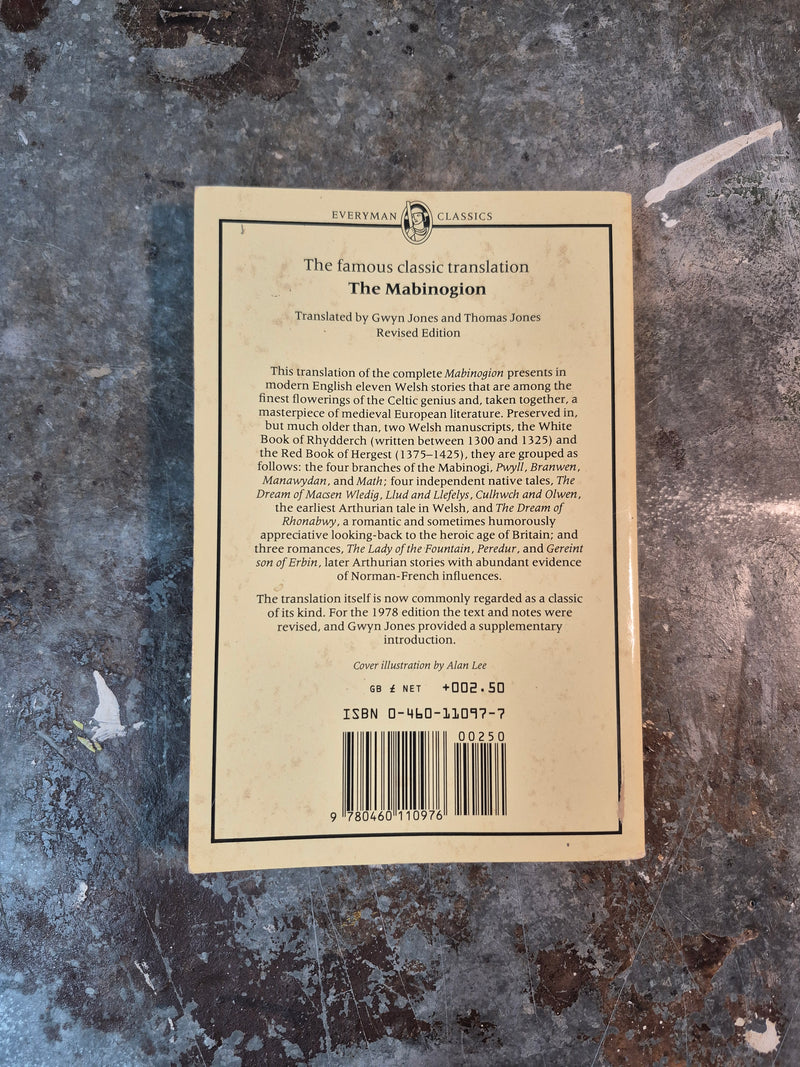 EVERYMAN CLASSICS
The famous classic translation
The Mabinogion
Translated by Gwyn Jones and Thomas Jones
Revised Edition
This translation of the complete Mabinogion presents in
modern English eleven Welsh stories that are among the
finest flowerings of the Celtic genius and, taken together, a
masterpiece of medieval European literature. Preserved in,
but much older than, two Welsh manuscripts, the White
Book of Rhydderch (written between 1300 and 1325) and
the Red Book of Hergest (1375–1425), they are grouped as
follows: the four branches of the Mabinogi, Pwyll, Branwen,
Manawydan, and Math; four independent native tales, The
Dream of Macsen Wledig, Llud and Llefelys, Culhwch and Olwen,
the earliest Arthurian tale in Welsh, and The Dream of
Rhonabwy, a romantic and sometimes humorously
appreciative looking-back to the heroic age of Britain; and
three romances, The Lady of the Fountain, Peredur, and Gereint
son of Erbin, later Arthurian stories with abundant evidence
of Norman-French influences.
The translation itself is now commonly regarded as a classic
of its kind. For the 1978 edition the text and notes were
revised, and Gwyn Jones provided a supplementary
introduction.
Cover illustration by Alan Lee
GB £ NET +002.50
ISBN 0-460-11097-7
00250
9 780460 110976